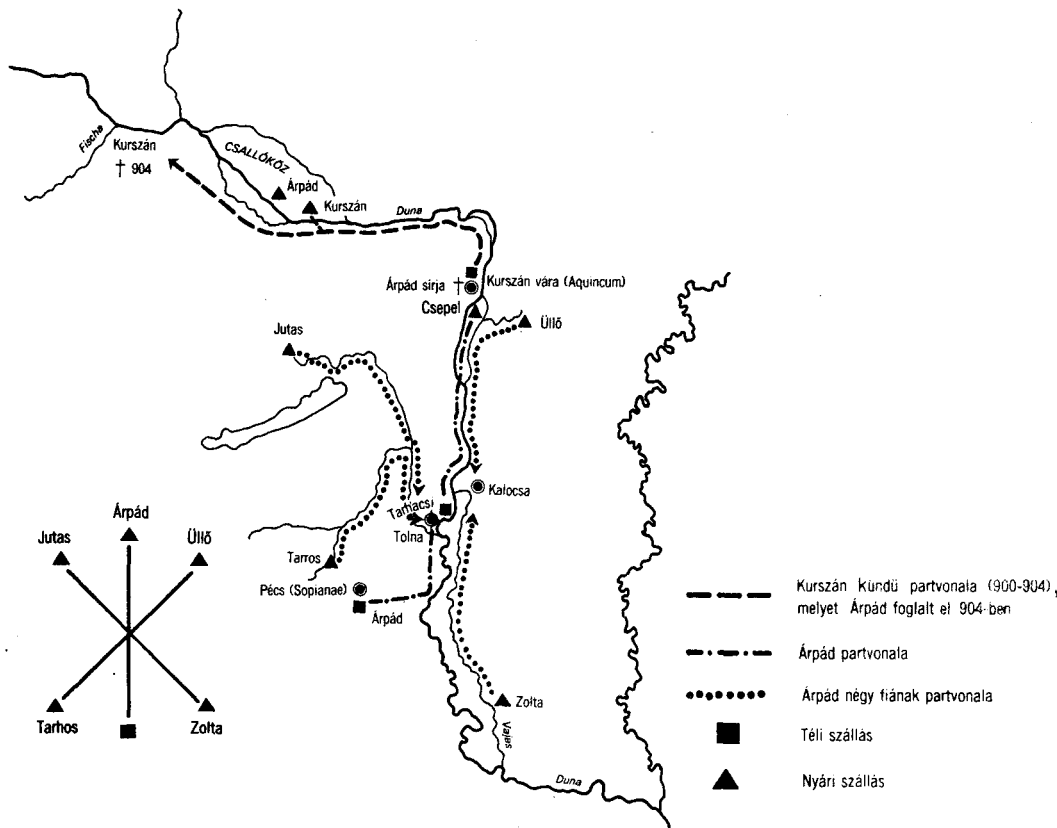 Fischa
Kurszán
† 904
CSALLÓKÖZ
Árpád
Kurszán
Duna
Árpád sírja †
Kurszán vára (Aquincum)
Csepel
Üllő
Jutas
Kalocsa
Tarhacsi
Tolna
Tarros
Pécs (Sopianae)
Árpád
Zolta
Vajas
Duna
Árpád
Jutas
Üllő
Tarhos
Zolta
Kurszán Kündü partvonala (900-904),
melyet Árpád foglalt el 904-ben
Árpád partvonala
Árpád négy fiának partvonala
Téli szállás
Nyári szállás